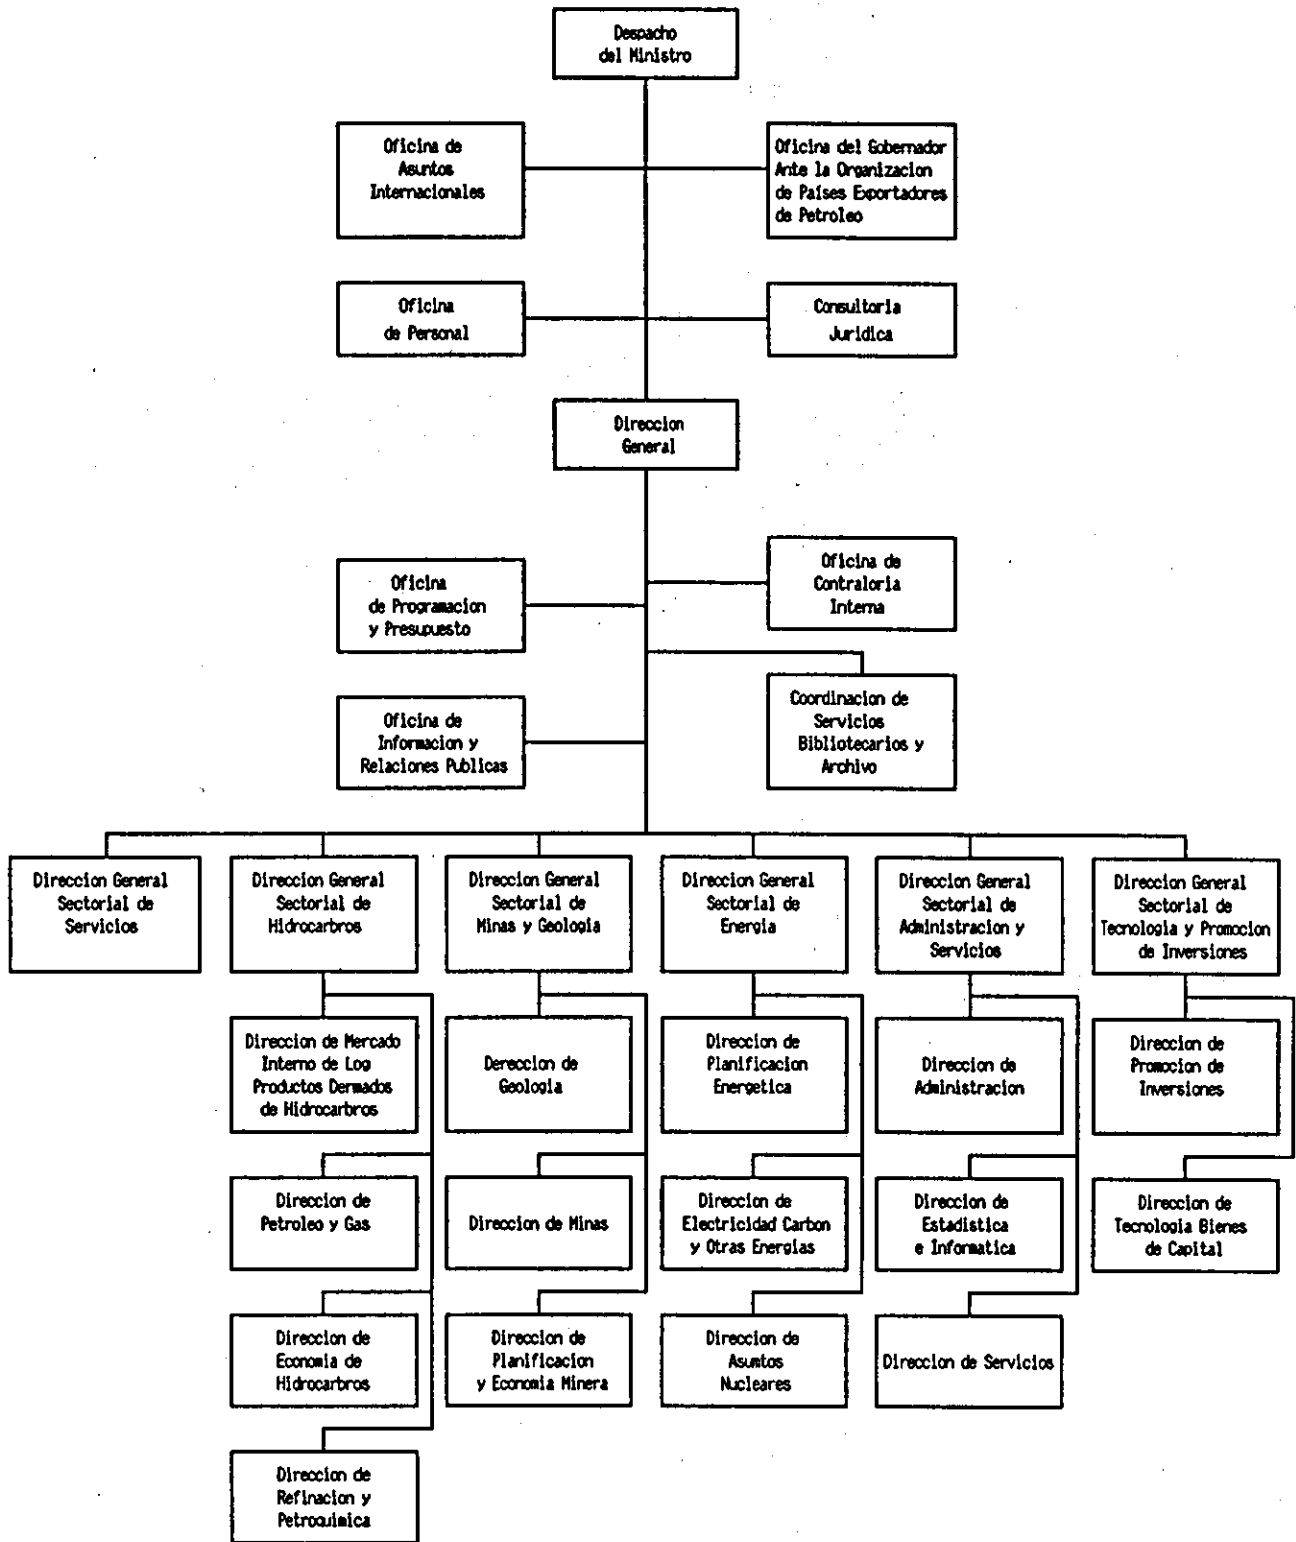 Despacho
del Ministro
Oficina de
Asuntos
Internacionales
Oficina del Gobernador
Ante la Organizacion
de Países Exportadores
de Petroleo
Oficina
de Personal
Consultoria
Juridica
Direccion
General
Oficina
de Programacion
y Presupuesto
Oficina de
Contraloria
Interna
Oficina de
Informacion y
Relaciones Publicas
Coordinacion de
Servicios
Bibliotecarios y
Archivo
Direccion General
Sectorial de
Servicios
Direccion General
Sectorial de
Hidrocarbros
Direccion General
Sectorial de
Minas y Geologia
Direccion General
Sectorial de
Energia
Direccion General
Sectorial de
Administracion y
Servicios
Direccion General
Sectorial de
Tecnologia y Promocion
de Inversiones
Direccion de Mercado
Interno de Log
Productos Dermados
de Hidrocarbros
Dereccion de
Geologia
Direccion de
Planificacion
Energetica
Direccion de
Administracion
Direccion de
Promocion de
Inversiones
Direccion de
Petroleo y Gas
Direccion de Minas
Direccion de
Electricidad Carbon
y Otras Energias
Direccion de
Estadistica
e Informatica
Direccion de
Tecnologia Bienes
de Capital
Direccion de
Economia de
Hidrocarbros
Direccion de
Planificacion
y Economia Minera
Direccion de
Asuntos
Nucleares
Direccion de Servicios
Direccion de
Refinacion y
Petroquimica